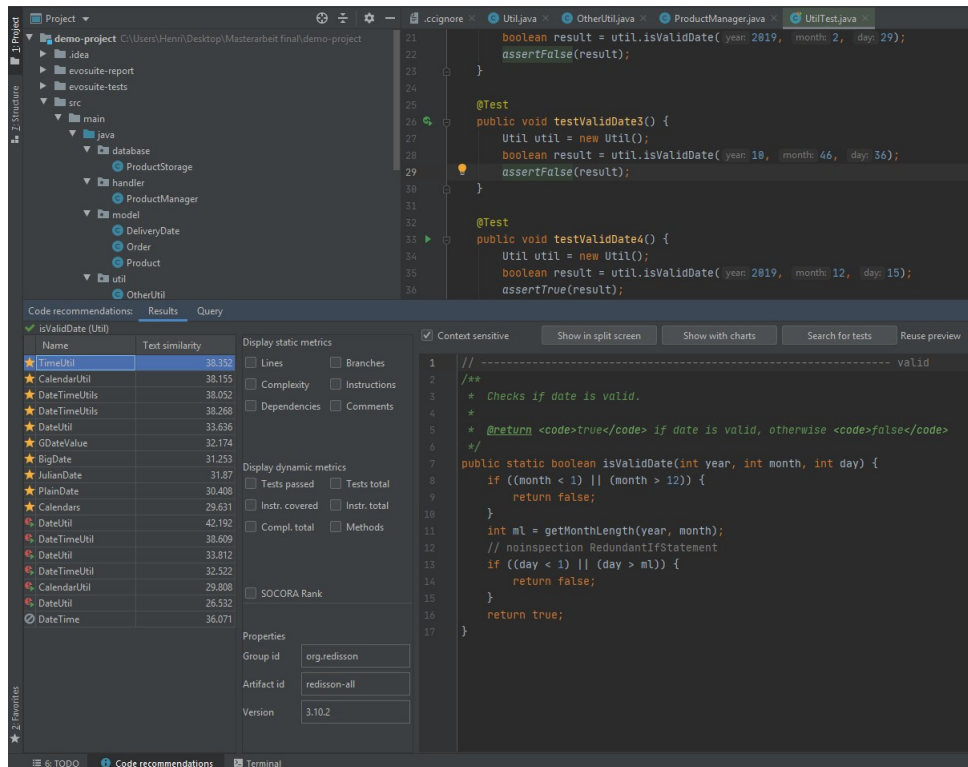 Project
.ccignore
Util.java
OtherUtil.java
ProductManager.java
UtilTest.java
1: Project
7: Structure
2: Favorites
demo-project C:\Users\Henri\Desktop\Masterarbeit final\demo-project
.idea
evosuite-report
evosuite-tests
src
main
java
database
ProductStorage
handler
ProductManager
model
DeliveryDate
Order
Product
util
OtherUtil
21 boolean result = util.isValidDate( year: 2019, month: 2, day: 29);
22 assertFalse(result);
23 }
24
25 @Test
26 public void testValidDate3() {
27 Util util = new Util();
28 boolean result = util.isValidDate( year: 18, month: 46, day: 36);
29 assertFalse(result);
30 }
31
32 @Test
33 public void testValidDate4() {
34 Util util = new Util();
35 boolean result = util.isValidDate( year: 2019, month: 12, day: 15);
36 assertTrue(result);
Code recommendations: Results Query
isValidDate (Util)
Name Text similarity
TimeUtil 38.352
CalendarUtil 38.155
DateTimeUtils 38.052
DateTimeUtils 38.268
DateUtil 33.636
GDateValue 32.174
BigDate 31.253
JulianDate 31.87
PlainDate 30.408
Calendars 29.631
DateUtil 42.192
DateTimeUtil 38.609
DateUtil 33.812
DateTimeUtil 32.522
CalendarUtil 29.808
DateUtil 26.532
DateTime 36.071
Display static metrics
Lines Branches
Complexity Instructions
Dependencies Comments
Display dynamic metrics
Tests passed Tests total
Instr. covered Instr. total
Compl. total Methods
SOCORA Rank
Properties
Group id org.redisson
Artifact id redisson-all
Version 3.10.2
Context sensitive Show in split screen Show with charts Search for tests Reuse preview
1 // ---------------------------------------------------------------- valid
2 /**
3 * Checks if date is valid.
4 *
5 * @return <code>true</code> if date is valid, otherwise <code>false</code>
6 */
7 public static boolean isValidDate(int year, int month, int day) {
8 if ((month < 1) || (month > 12)) {
9 return false;
10 }
11 int ml = getMonthLength(year, month);
12 // noinspection RedundantIfStatement
13 if ((day < 1) || (day > ml)) {
14 return false;
15 }
16 return true;
17 }
6: TODO Code recommendations Terminal